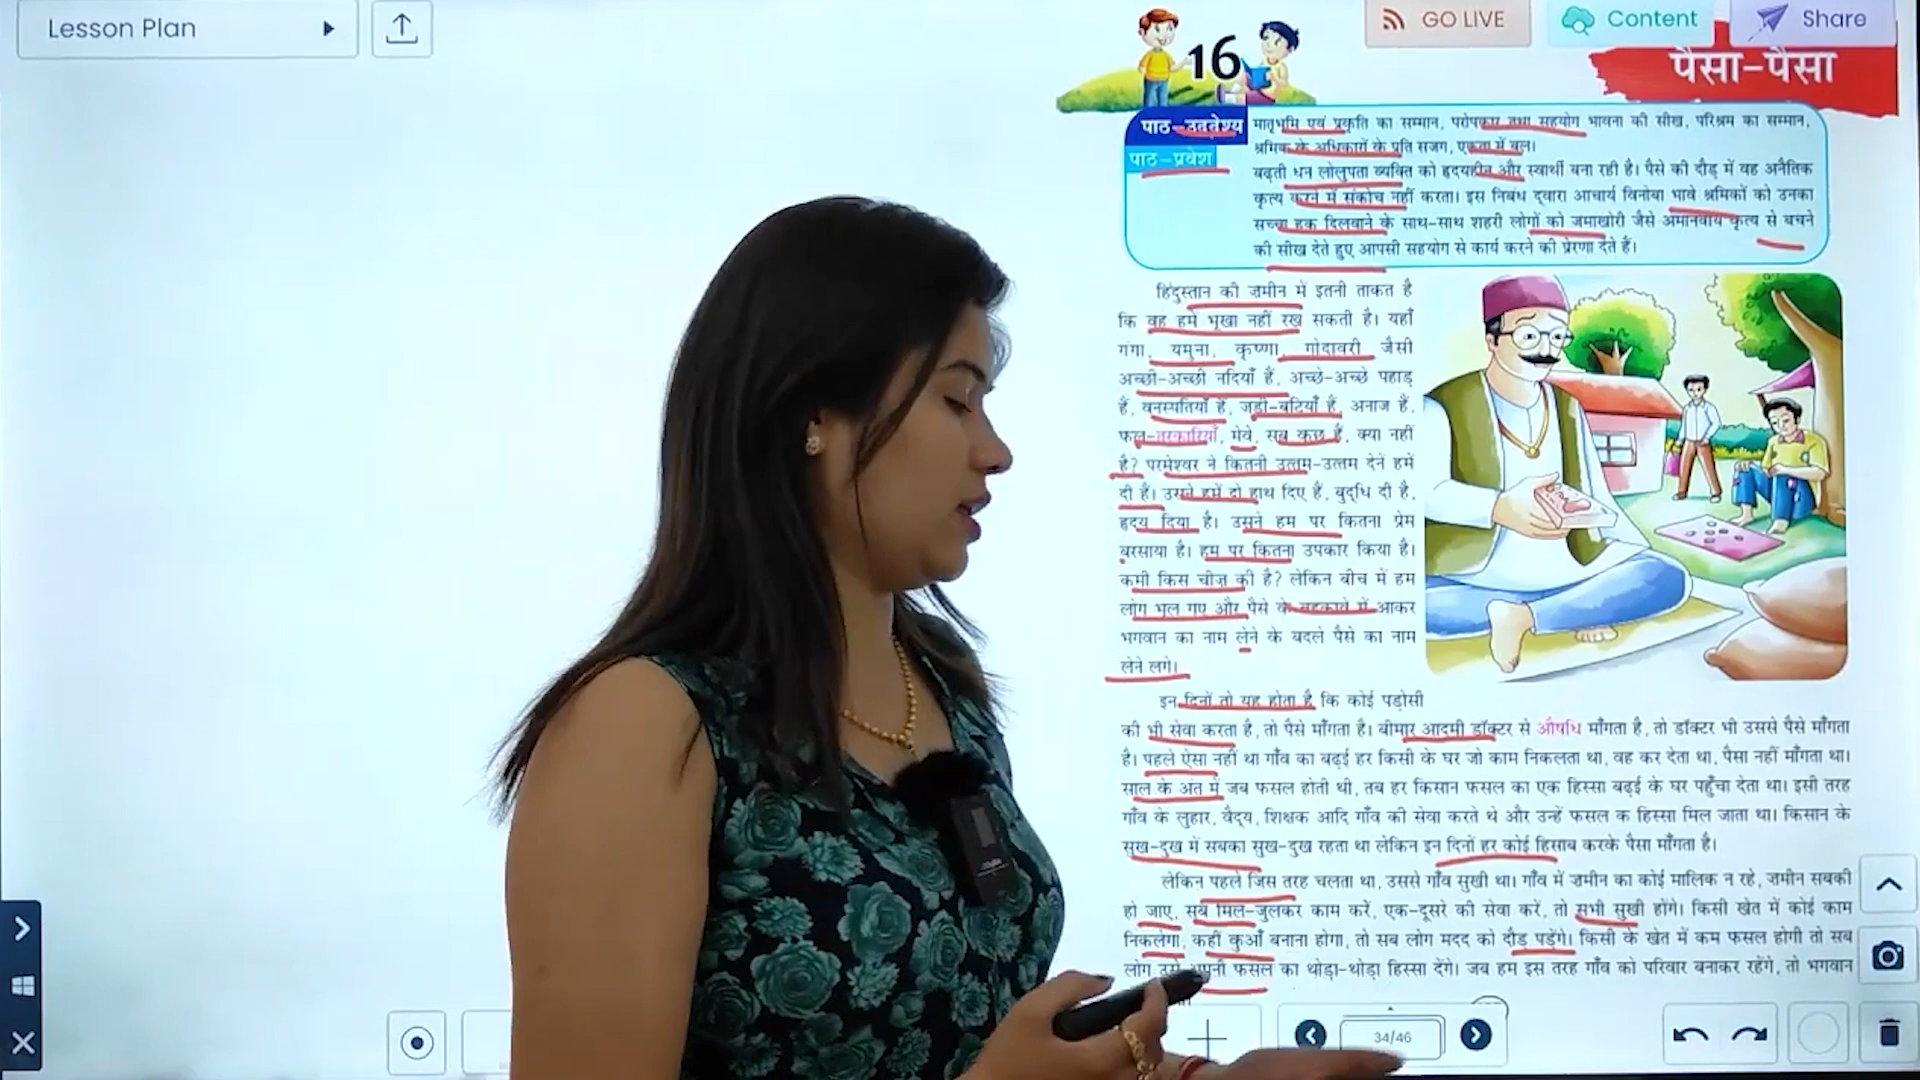 Lesson Plan
GO LIVE
Content
Share
16
पैसा-पैसा
पाठ-उद्देश्य
मातृभूमि एवं प्रकृति का सम्मान, परोपकार तथा सहयोग भावना की सीख, परिश्रम का सम्मान,
श्रमिक के अधिकारों के प्रति सजग, एकता में बल।
पाठ-प्रवेश
बढ़ती धन लोलुपता व्यक्ति को हृदयहीन और स्वार्थी बना रही है। पैसे की दौड़ में वह अनैतिक
कृत्य करने में संकोच नहीं करता। इस निबंध द्वारा आचार्य विनोबा भावे श्रमिकों को उनका
सच्चा हक दिलवाने के साथ-साथ शहरी लोगों को जमाखोरी जैसे अमानवीय कृत्य से बचने
की सीख देते हुए आपसी सहयोग से कार्य करने की प्रेरणा देते हैं।
हिंदुस्तान की ज़मीन में इतनी ताकत है
कि वह हमें भूखा नहीं रख सकती है। यहाँ
गंगा, यमुना, कृष्णा, गोदावरी जैसी
अच्छी-अच्छी नदियाँ हैं, अच्छे-अच्छे पहाड़
हैं, वनस्पतियाँ हैं, जड़ी-बूटियाँ हैं, अनाज हैं,
फल-तरकारियाँ, मेवे, सब कुछ हैं, क्या नहीं
है? परमेश्वर ने कितनी उत्तम-उत्तम देनें हमें
दी हैं। उसने हमें दो हाथ दिए हैं, बुद्धि दी है,
हृदय दिया है। उसने हम पर कितना प्रेम
बरसाया है। हम पर कितना उपकार किया है।
कमी किस चीज़ की है? लेकिन बीच में हम
लोग भूल गए और पैसे के बहकावे में आकर
भगवान का नाम लेने के बदले पैसे का नाम
लेने लगे।
इन दिनों तो यह होता है कि कोई पड़ोसी
की भी सेवा करता है, तो पैसे माँगता है। बीमार आदमी डॉक्टर से औषधि माँगता है, तो डॉक्टर भी उससे पैसे माँगता
है। पहले ऐसा नहीं था गाँव का बढ़ई हर किसी के घर जो काम निकलता था, वह कर देता था, पैसा नहीं माँगता था।
साल के अंत में जब फसल होती थी, तब हर किसान फसल का एक हिस्सा बढ़ई के घर पहुँचा देता था। इसी तरह
गाँव के लुहार, वैद्य, शिक्षक आदि गाँव की सेवा करते थे और उन्हें फसल क हिस्सा मिल जाता था। किसान के
सुख-दुख में सबका सुख-दुख रहता था लेकिन इन दिनों हर कोई हिसाब करके पैसा माँगता है।
लेकिन पहले जिस तरह चलता था, उससे गाँव सुखी था। गाँव में ज़मीन का कोई मालिक न रहे, ज़मीन सबकी
हो जाए, सब मिल-जुलकर काम करें, एक-दूसरे की सेवा करें, तो सभी सुखी होंगे। किसी खेत में कोई काम
निकलेगा, कहीं कुआँ बनाना होगा, तो सब लोग मदद को दौड़ पड़ेंगे। किसी के खेत में कम फसल होगी तो सब
लोग उसे अपनी फसल का थोड़ा-थोड़ा हिस्सा देंगे। जब हम इस तरह गाँव को परिवार बनाकर रहेंगे, तो भगवान
34/46